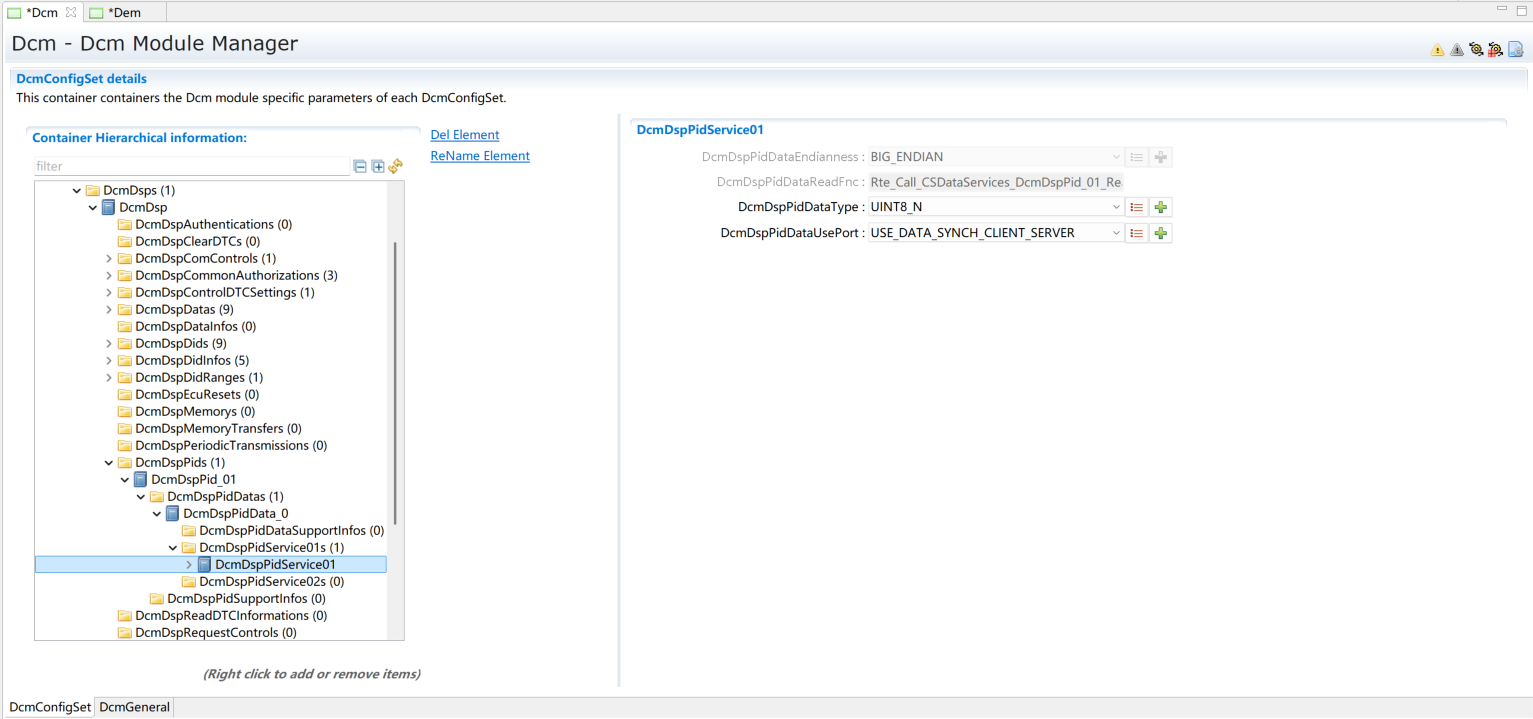 *Dcm
*Dem
Dcm - Dcm Module Manager
DcmConfigSet details
This container containers the Dcm module specific parameters of each DcmConfigSet.
Container Hierarchical information:
filter
Del Element
ReName Element
DcmDsps (1)
DcmDsp
DcmDspAuthentications (0)
DcmDspClearDTCs (0)
DcmDspComControls (1)
DcmDspCommonAuthorizations (3)
DcmDspControlDTCSettings (1)
DcmDspDatas (9)
DcmDspDataInfos (0)
DcmDspDids (9)
DcmDspDidInfos (5)
DcmDspDidRanges (1)
DcmDspEcuResets (0)
DcmDspMemorys (0)
DcmDspMemoryTransfers (0)
DcmDspPeriodicTransmissions (0)
DcmDspPids (1)
DcmDspPid_01
DcmDspPidDatas (1)
DcmDspPidData_0
DcmDspPidDataSupportInfos (0)
DcmDspPidService01s (1)
DcmDspPidService01
DcmDspPidService02s (0)
DcmDspPidSupportInfos (0)
DcmDspReadDTCInformations (0)
DcmDspRequestControls (0)
(Right click to add or remove items)
DcmDspPidService01
DcmDspPidDataEndianness : BIG_ENDIAN
DcmDspPidDataReadFnc : Rte_Call_CSDataServices_DcmDspPid_01_Re
DcmDspPidDataType : UINT8_N
DcmDspPidDataUsePort : USE_DATA_SYNCH_CLIENT_SERVER
DcmConfigSet
DcmGeneral